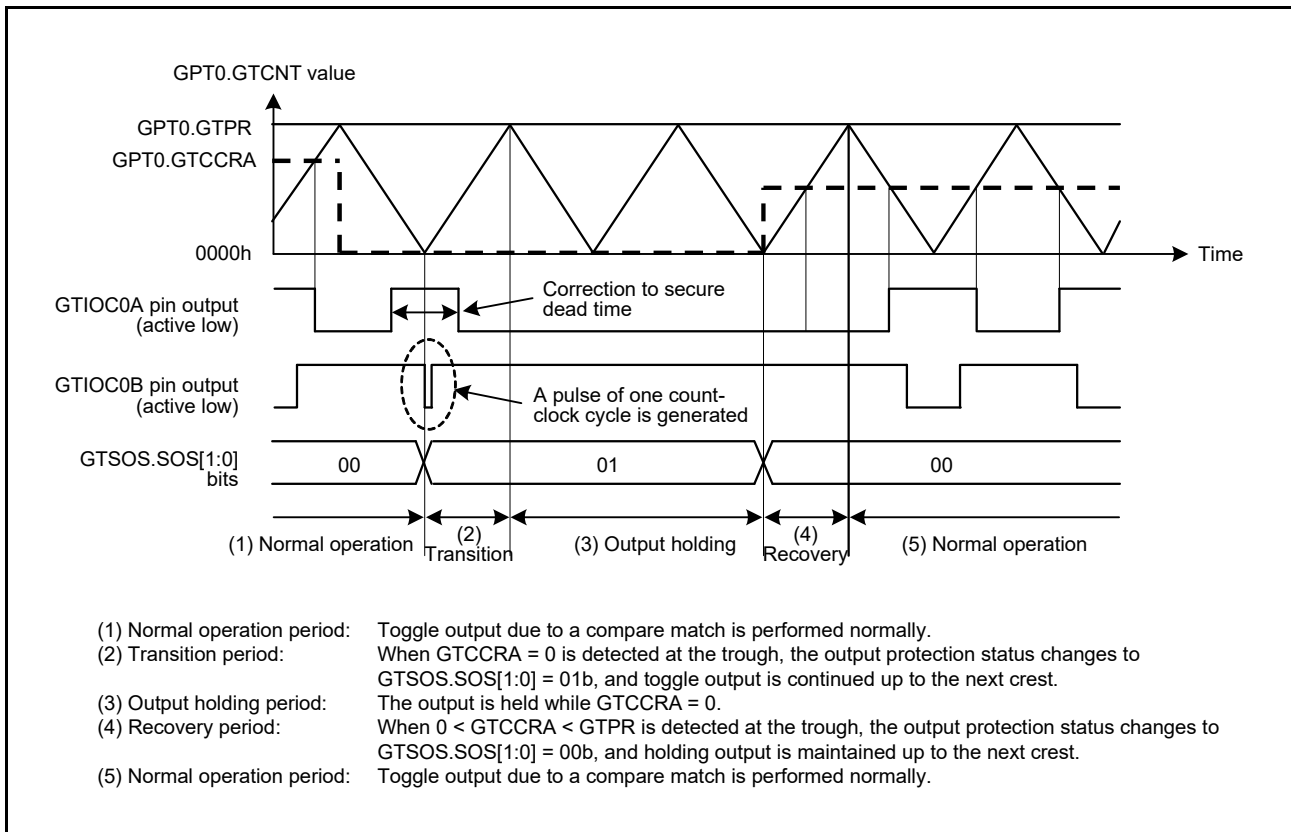 GPT0.GTCNT value
GPT0.GTPR
GPT0.GTCCRA
0000h
Time
GTIOC0A pin output
(active low)
Correction to secure
dead time
GTIOC0B pin output
(active low)
A pulse of one count-
clock cycle is generated
GTSOS.SOS[1:0]
bits
00
01
00
(1) Normal operation
(2)
Transition
(3) Output holding
(4)
Recovery
(5) Normal operation
(1) Normal operation period: Toggle output due to a compare match is performed normally.
(2) Transition period: When GTCCRA = 0 is detected at the trough, the output protection status changes to
GTSOS.SOS[1:0] = 01b, and toggle output is continued up to the next crest.
(3) Output holding period: The output is held while GTCCRA = 0.
(4) Recovery period: When 0 < GTCCRA < GTPR is detected at the trough, the output protection status changes to
GTSOS.SOS[1:0] = 00b, and holding output is maintained up to the next crest.
(5) Normal operation period: Toggle output due to a compare match is performed normally.